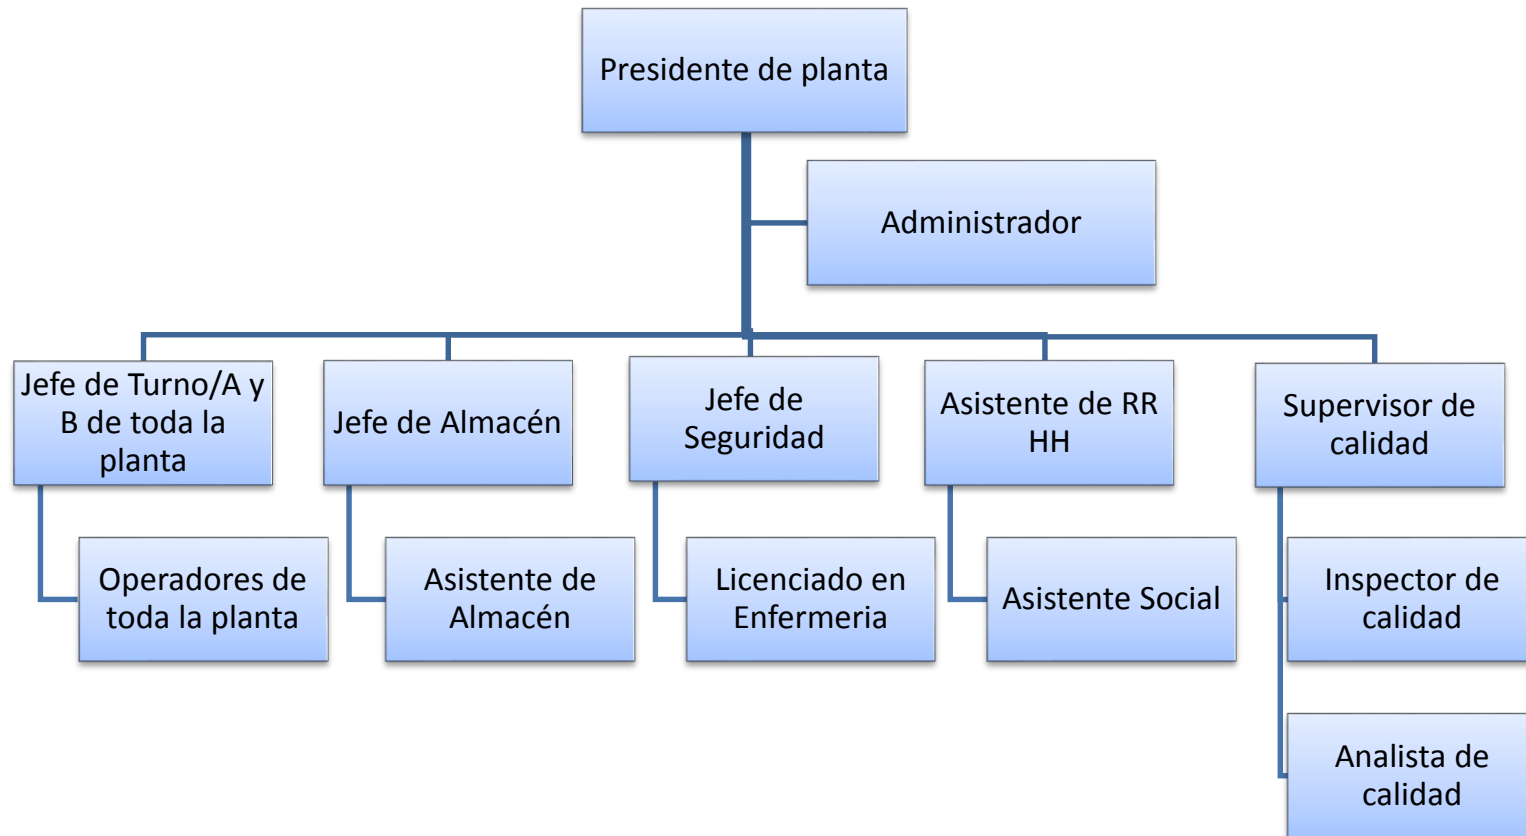 Presidente de planta
Administrador
Jefe de Turno/A y
B de toda la
planta
Jefe de Almacén
Jefe de
Seguridad
Asistente de RR
HH
Supervisor de
calidad
Operadores de
toda la planta
Asistente de
Almacén
Licenciado en
Enfermeria
Asistente Social
Inspector de
calidad
Analista de
calidad